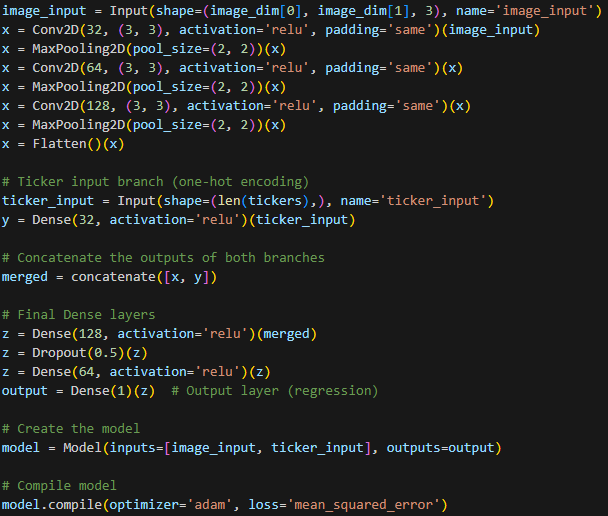 image_input = Input(shape=(image_dim[0], image_dim[1], 3), name='image_input')
x = Conv2D(32, (3, 3), activation='relu', padding='same')(image_input)
x = MaxPooling2D(pool_size=(2, 2))(x)
x = Conv2D(64, (3, 3), activation='relu', padding='same')(x)
x = MaxPooling2D(pool_size=(2, 2))(x)
x = Conv2D(128, (3, 3), activation='relu', padding='same')(x)
x = MaxPooling2D(pool_size=(2, 2))(x)
x = Flatten()(x)
# Ticker input branch (one-hot encoding)
ticker_input = Input(shape=(len(tickers),), name='ticker_input')
y = Dense(32, activation='relu')(ticker_input)
# Concatenate the outputs of both branches
merged = concatenate([x, y])
# Final Dense layers
z = Dense(128, activation='relu')(merged)
z = Dropout(0.5)(z)
z = Dense(64, activation='relu')(z)
output = Dense(1)(z)  # Output layer (regression)
# Create the model
model = Model(inputs=[image_input, ticker_input], outputs=output)
# Compile model
model.compile(optimizer='adam', loss='mean_squared_error')